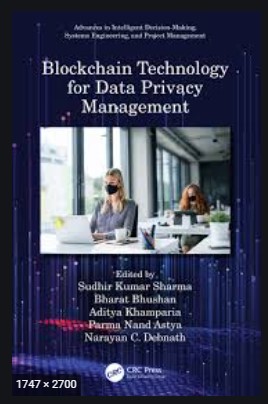 Advances in Intelligent Decision-Making,
Systems Engineering, and Project Management
Blockchain Technology
for Data Privacy
Management
Edited by
Sudhir Kumar Sharma
Bharat Bhushan
Aditya Khamparia
Parma Nand Astya
Narayan C. Debnath
CRC Press
1747 × 2700